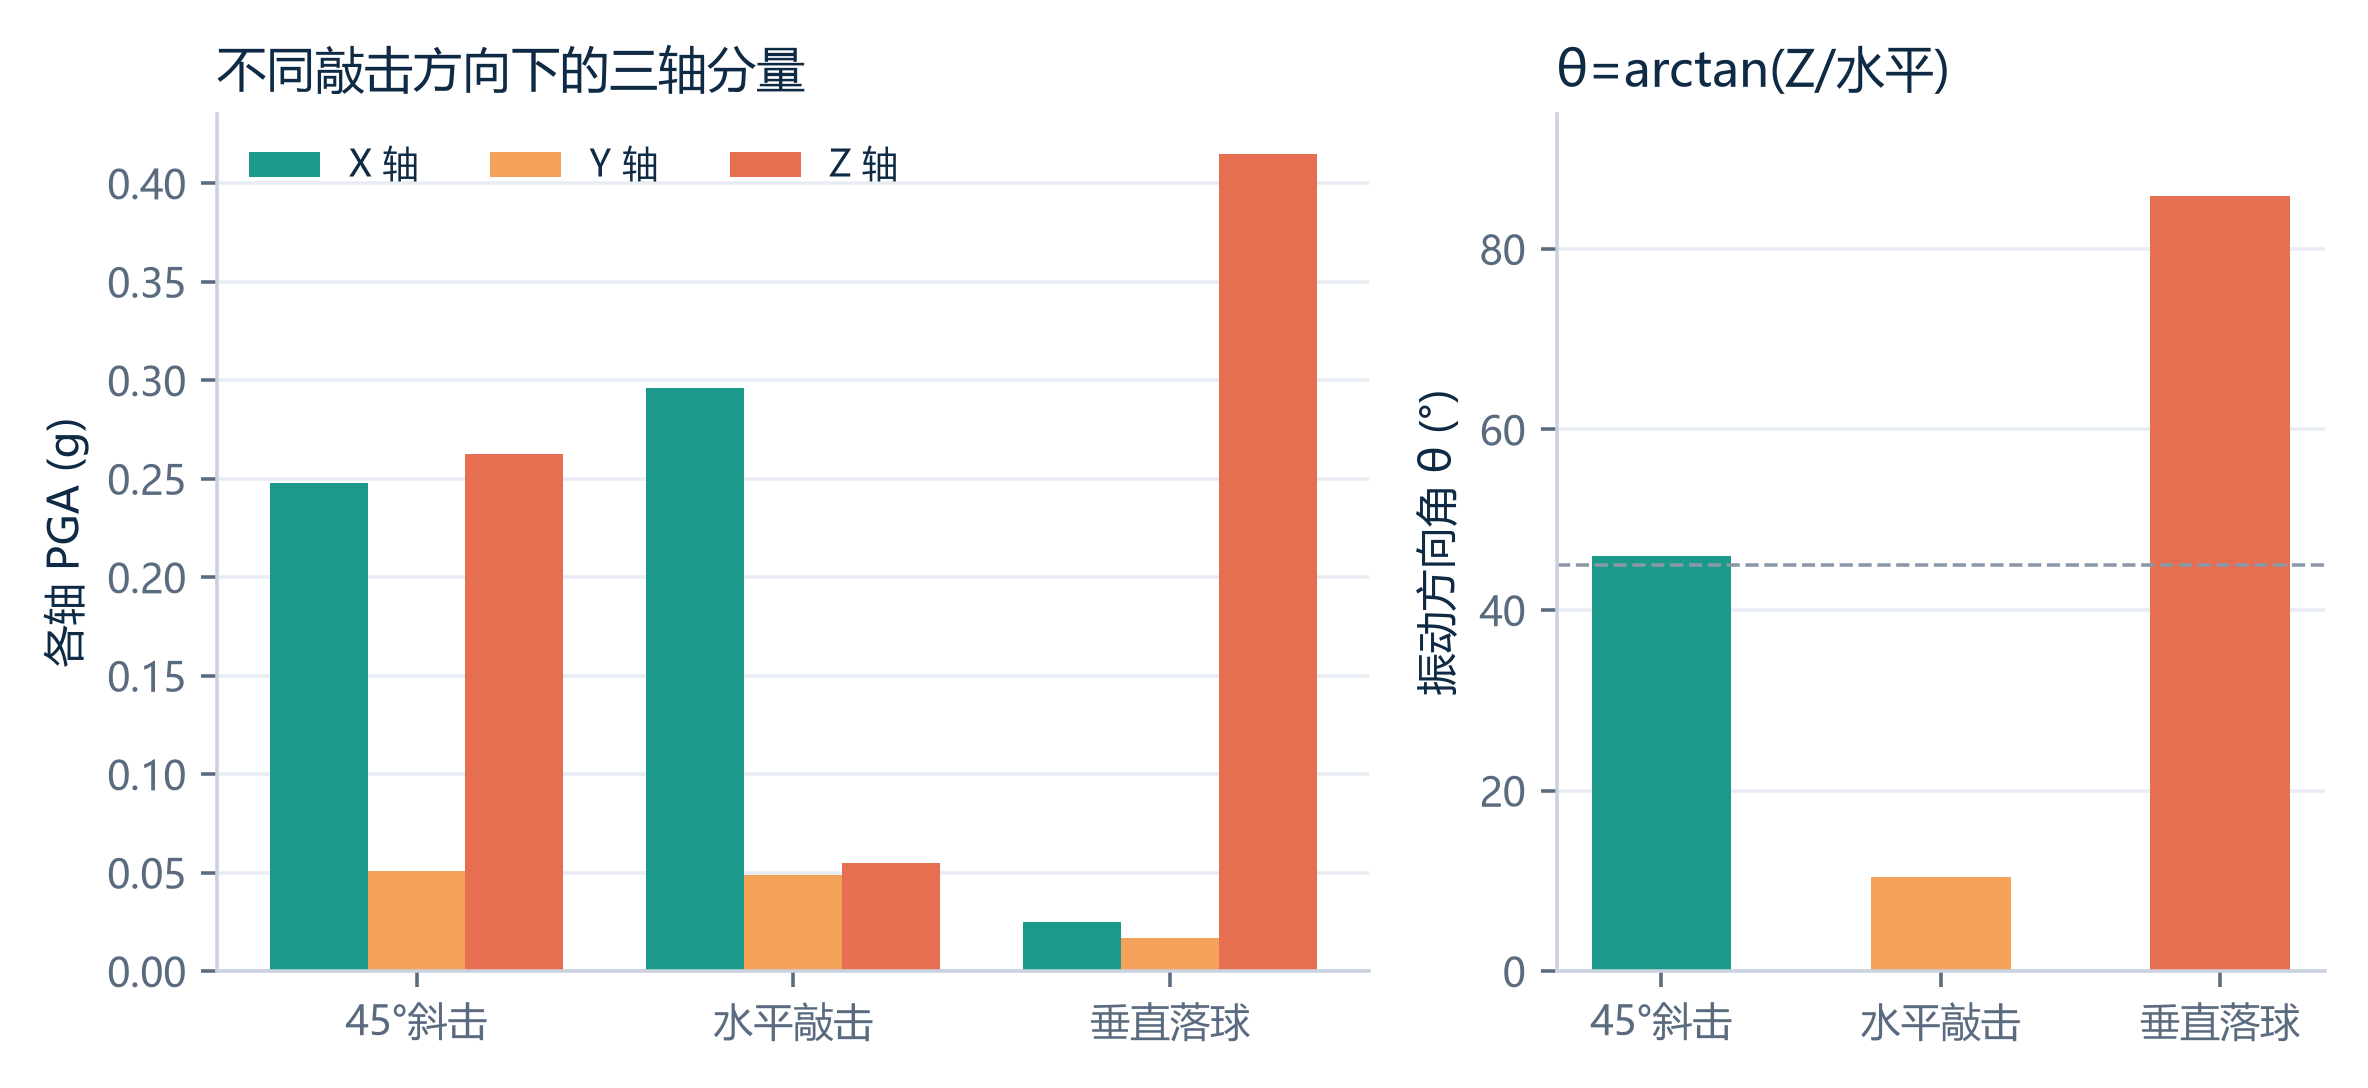 不同敲击方向下的三轴分量
X 轴 Y 轴 Z 轴
各轴 PGA (g)
0.40
0.35
0.30
0.25
0.20
0.15
0.10
0.05
0.00
45°斜击 水平敲击 垂直落球
θ=arctan(Z/水平)
振动方向角 θ (°)
80
60
40
20
0
45°斜击 水平敲击 垂直落球